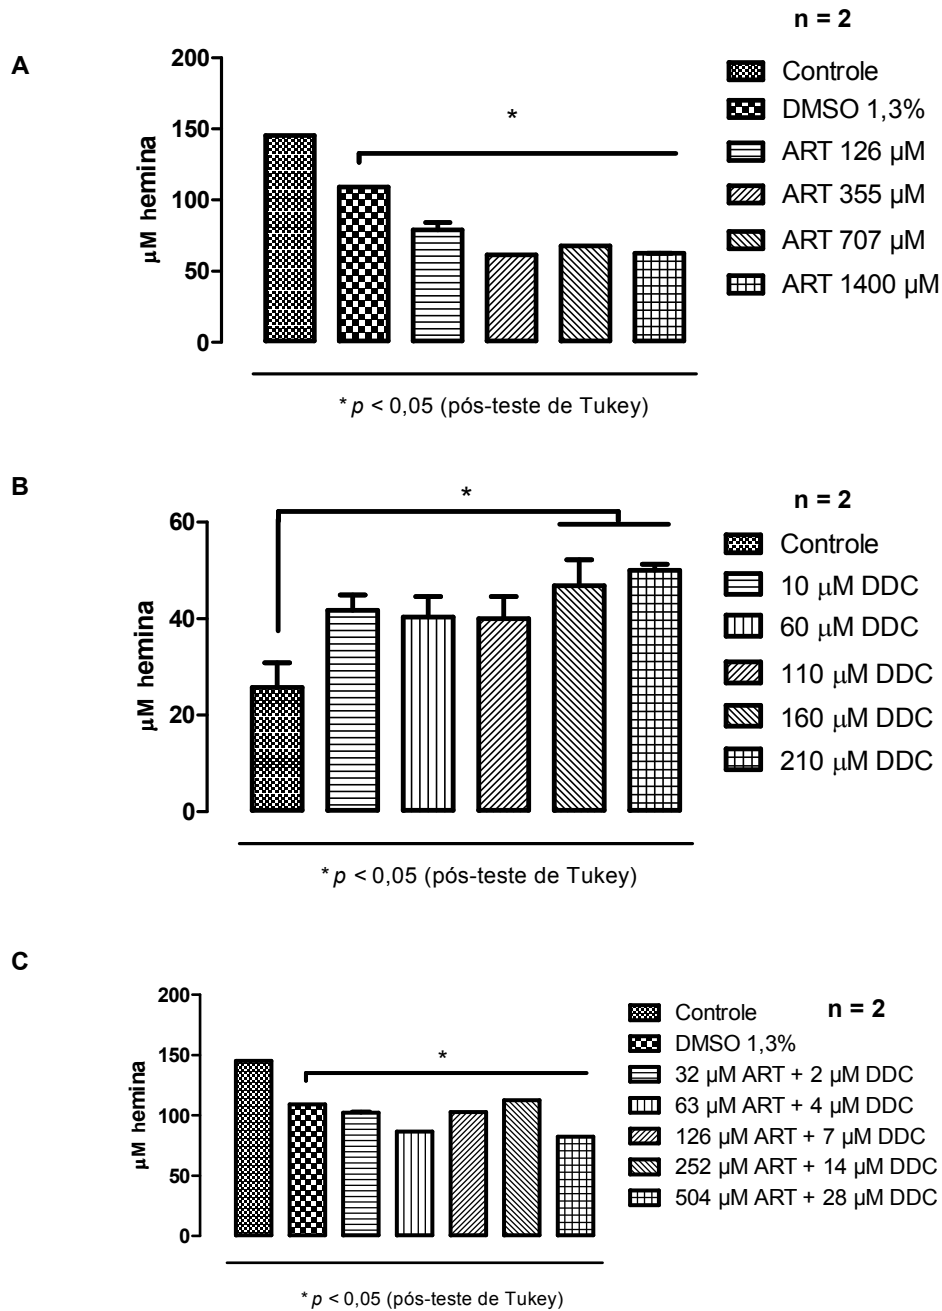 A
n = 2
200
150
100
50
0
µM hemina
*
Controle
DMSO 1,3%
ART 126 µM
ART 355 µM
ART 707 µM
ART 1400 µM
* p < 0,05 (pós-teste de Tukey)
B
n = 2
60
40
20
0
µM hemina
*
Controle
10 µM DDC
60 µM DDC
110 µM DDC
160 µM DDC
210 µM DDC
* p < 0,05 (pós-teste de Tukey)
C
n = 2
200
150
100
50
0
µM hemina
*
Controle
DMSO 1,3%
32 µM ART + 2 µM DDC
63 µM ART + 4 µM DDC
126 µM ART + 7 µM DDC
252 µM ART + 14 µM DDC
504 µM ART + 28 µM DDC
* p < 0,05 (pós-teste de Tukey)